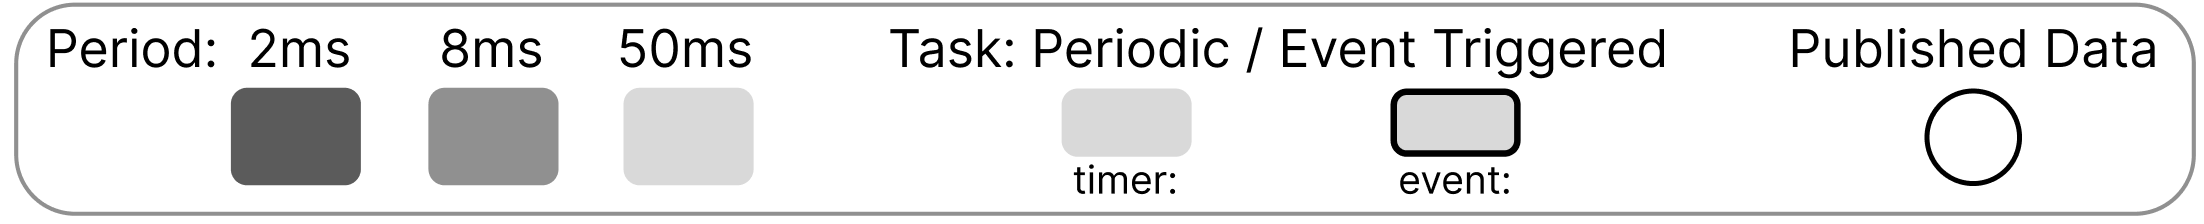 Period: 2ms 8ms 50ms Task: Periodic / Event Triggered Published Data
timer: event: